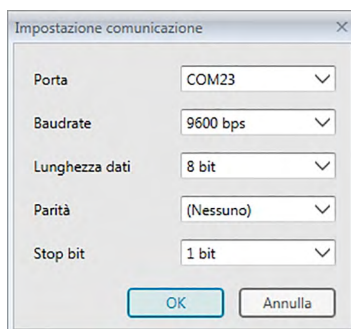 Impostazione comunicazione
Porta COM23
Baudrate 9600 bps
Lunghezza dati 8 bit
Parità (Nessuno)
Stop bit 1 bit
OK Annulla